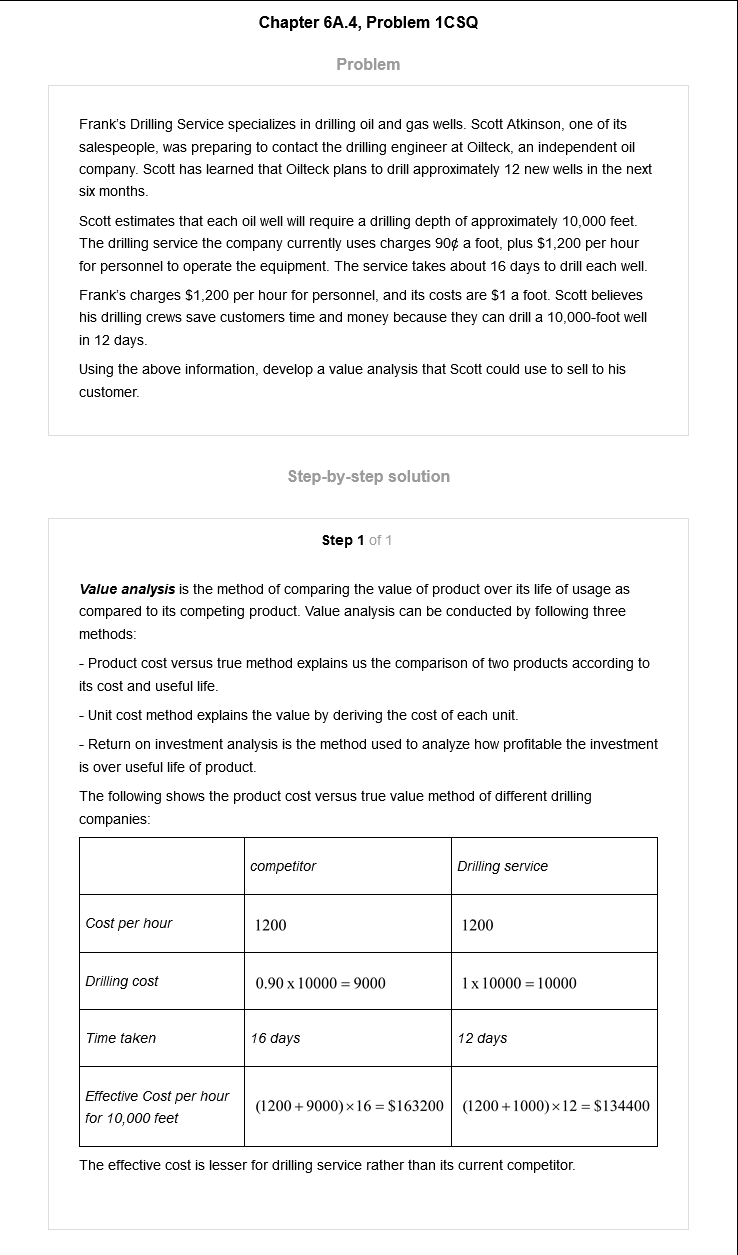 Chapter 6A.4, Problem 1CSQ
Problem
Frank's Drilling Service specializes in drilling oil and gas wells. Scott Atkinson, one of its
salespeople, was preparing to contact the drilling engineer at Oilteck, an independent oil
company. Scott has learned that Oilteck plans to drill approximately 12 new wells in the next
six months.
Scott estimates that each oil well will require a drilling depth of approximately 10,000 feet.
The drilling service the company currently uses charges 90¢ a foot, plus $1,200 per hour
for personnel to operate the equipment. The service takes about 16 days to drill each well.
Frank's charges $1,200 per hour for personnel, and its costs are $1 a foot. Scott believes
his drilling crews save customers time and money because they can drill a 10,000-foot well
in 12 days.
Using the above information, develop a value analysis that Scott could use to sell to his
customer.
Step-by-step solution
Step 1 of 1
Value analysis is the method of comparing the value of product over its life of usage as
compared to its competing product. Value analysis can be conducted by following three
methods:
- Product cost versus true method explains us the comparison of two products according to
its cost and useful life.
- Unit cost method explains the value by deriving the cost of each unit.
- Return on investment analysis is the method used to analyze how profitable the investment
is over useful life of product.
The following shows the product cost versus true value method of different drilling
companies:
competitor Drilling service
Cost per hour 1200 1200
Drilling cost 0.90 x 10000 = 9000 1 x 10000 = 10000
Time taken 16 days 12 days
Effective Cost per hour
for 10,000 feet (1200 + 9000) × 16 = $163200 (1200 + 1000) × 12 = $134400
The effective cost is lesser for drilling service rather than its current competitor.